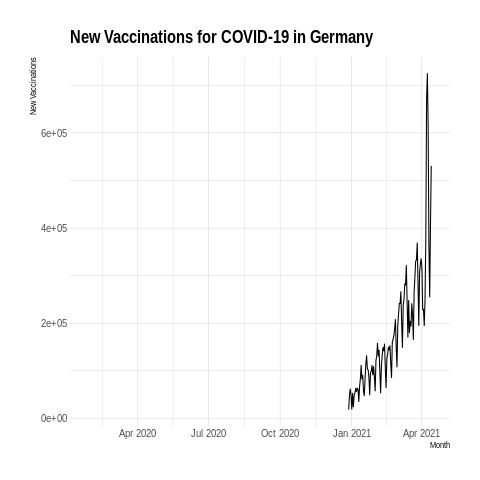 New Vaccinations for COVID-19 in Germany
New Vaccinations
6e+05
4e+05
2e+05
0e+00
Apr 2020 Jul 2020 Oct 2020 Jan 2021 Apr 2021
Month